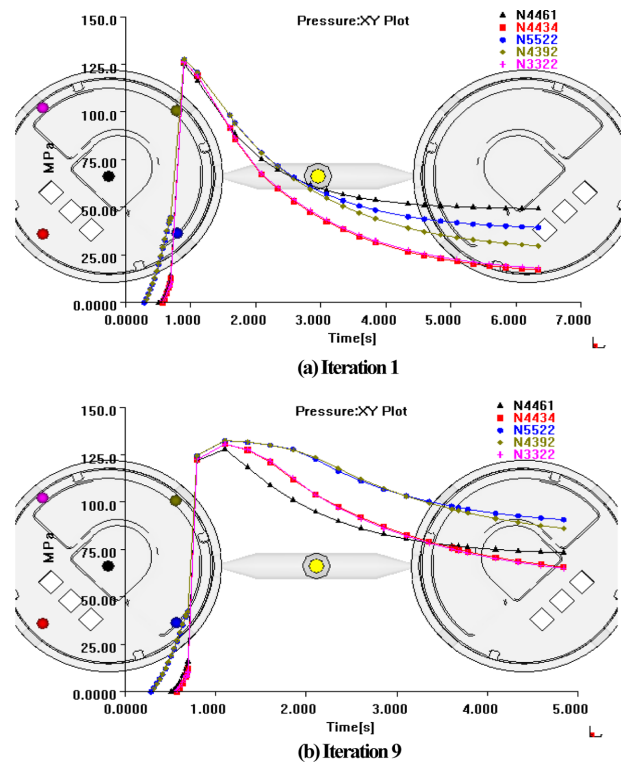 Pressure:XY Plot
N4461
N4434
N5522
N4392
N3322
150.0
125.0
100.0
75.00
50.00
25.00
0.0000
MPa
0.0000 1.000 2.000 3.000 4.000 5.000 6.000 7.000
Time[s]
(a) Iteration 1
Pressure:XY Plot
N4461
N4434
N5522
N4392
N3322
150.0
125.0
100.0
75.00
50.00
25.00
0.0000
MPa
0.0000 1.000 2.000 3.000 4.000 5.000
Time[s]
(b) Iteration 9